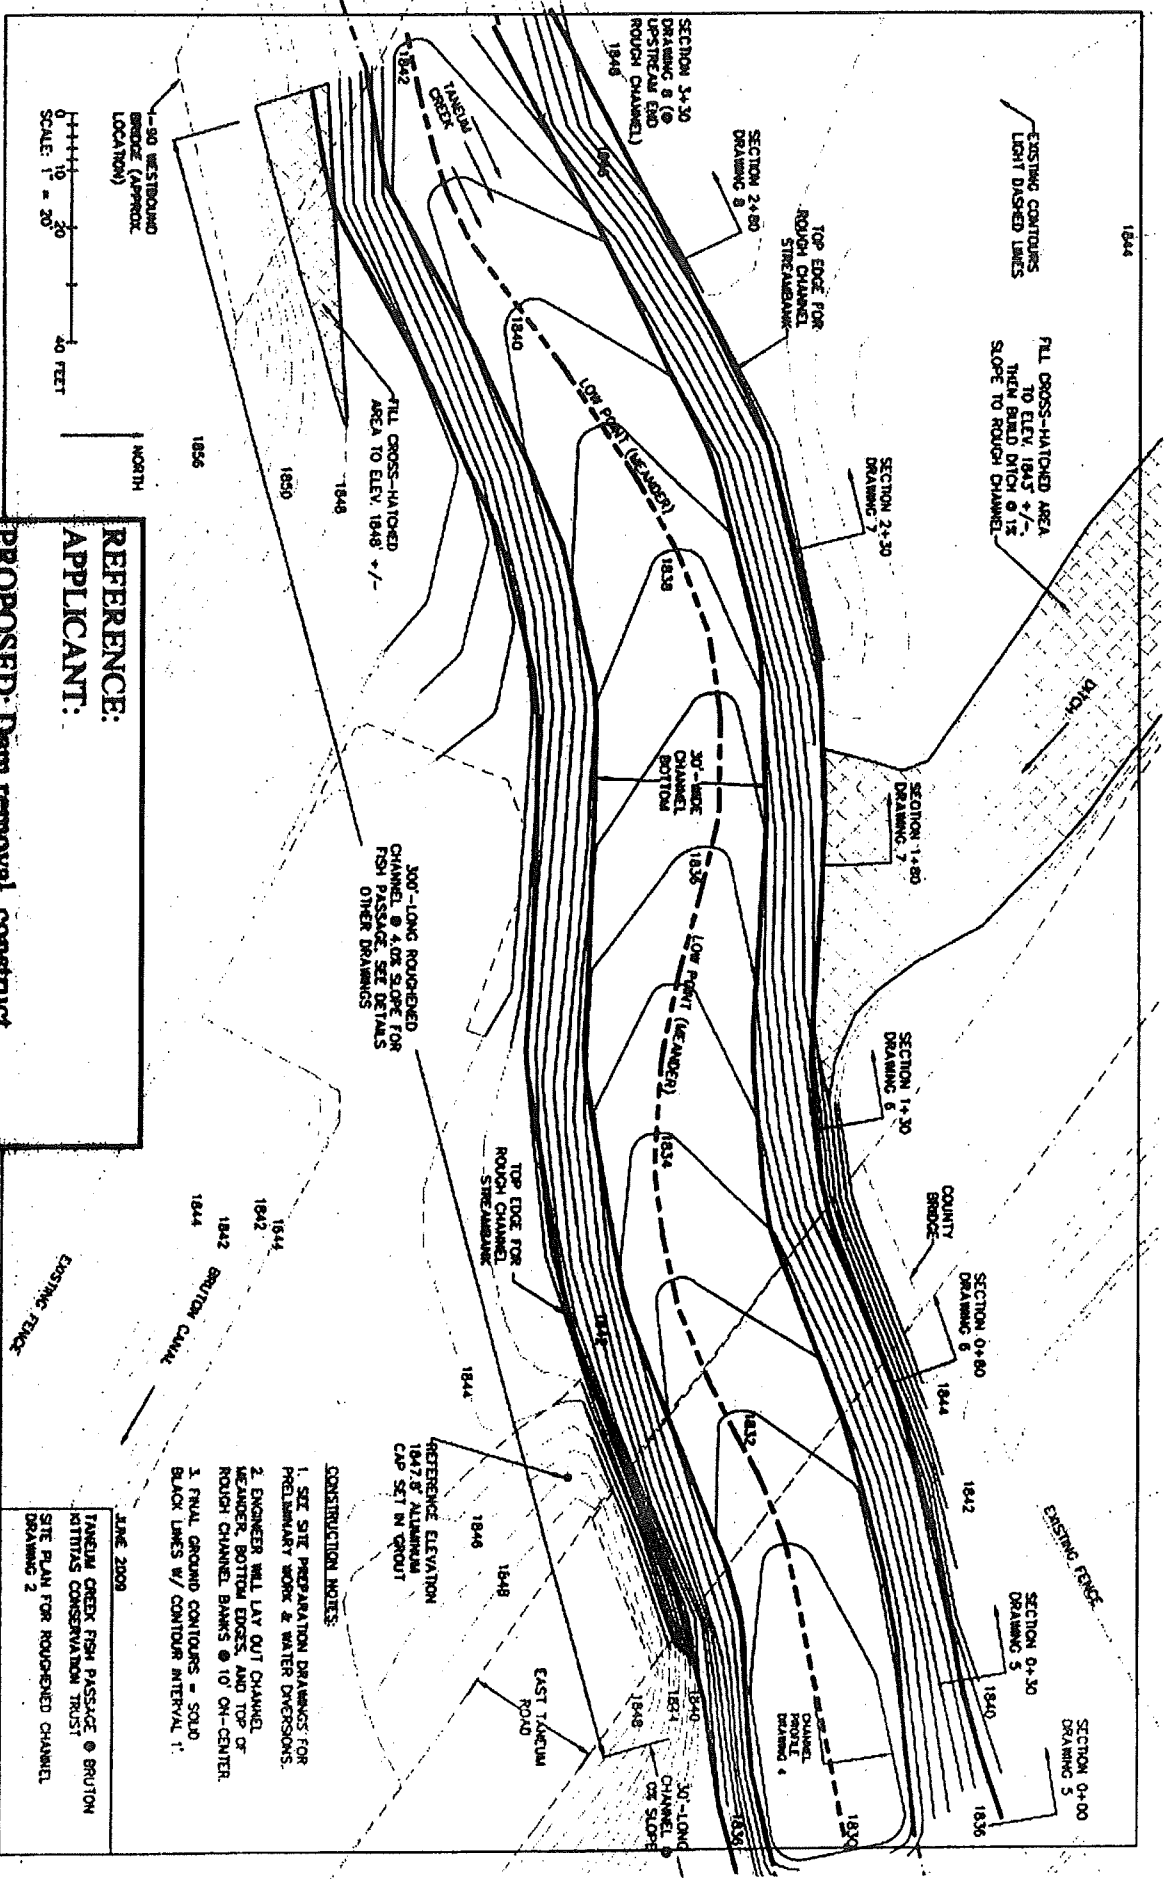 1844
EXISTING CONTOURS
LIGHT DASHED LINES
FILL CROSS-HATCHED AREA
TO ELEV. 1843' +/-,
THEN BUILD DITCH @ 1%
SLOPE TO ROUGH CHANNEL
DITCH
SECTION 3+30
DRAWING 8 (@
UPSTREAM END
ROUGH CHANNEL)
1848
SECTION 2+80
DRAWING 8
TOP EDGE FOR
ROUGH CHANNEL
STREAMBANK
SECTION 2+30
DRAWING 7
SECTION 1+80
DRAWING 7
SECTION 1+30
DRAWING 6
COUNTY
BRIDGE
SECTION 0+80
DRAWING 6
1844
1842
EXISTING FENCE
SECTION 0+30
DRAWING 5
1840
SECTION 0+00
DRAWING 5
1836
1842
TANEUM
CREEK
1840
LOW POINT (MEANDER)
1838
30'-WIDE
CHANNEL
BOTTOM
1836
LOW POINT (MEANDER)
1834
1832
CHANNEL
PROFILE
DRAWING 4
1830
I-90 WESTBOUND
BRIDGE (APPROX.
LOCATION)
0 10 20 40 FEET
SCALE: 1" = 20'
NORTH
1856
1850
1848
FILL CROSS-HATCHED
AREA TO ELEV. 1848' +/-
300'-LONG ROUGHENED
CHANNEL @ 4.0% SLOPE FOR
FISH PASSAGE. SEE DETAILS
OTHER DRAWINGS
TOP EDGE FOR
ROUGH CHANNEL
STREAMBANK
1842
1844
REFERENCE ELEVATION
1847.8' ALUMINUM
CAP SET IN GROUT
1846
1848
EAST TANEUM
ROAD
1848
1844
1840
30'-LONG
CHANNEL @
0% SLOPE
1836
1844
1842
1842
1844
BRUTON CANAL
EXISTING FENCE
CONSTRUCTION NOTES:
1. SEE SITE PREPARATION DRAWINGS FOR
PRELIMINARY WORK & WATER DIVERSIONS.
2. ENGINEER WILL LAY OUT CHANNEL
MEANDER, BOTTOM EDGES, AND TOP OF
ROUGH CHANNEL BANKS @ 10' ON-CENTER.
3. FINAL GROUND CONTOURS = SOLID
BLACK LINES W/ CONTOUR INTERVAL 1'.
REFERENCE:
APPLICANT:
PROPOSED: Dam removal, construct
JUNE 2009
TANEUM CREEK FISH PASSAGE @ BRUTON
KITTITAS CONSERVATION TRUST
SITE PLAN FOR ROUGHENED CHANNEL
DRAWING 2